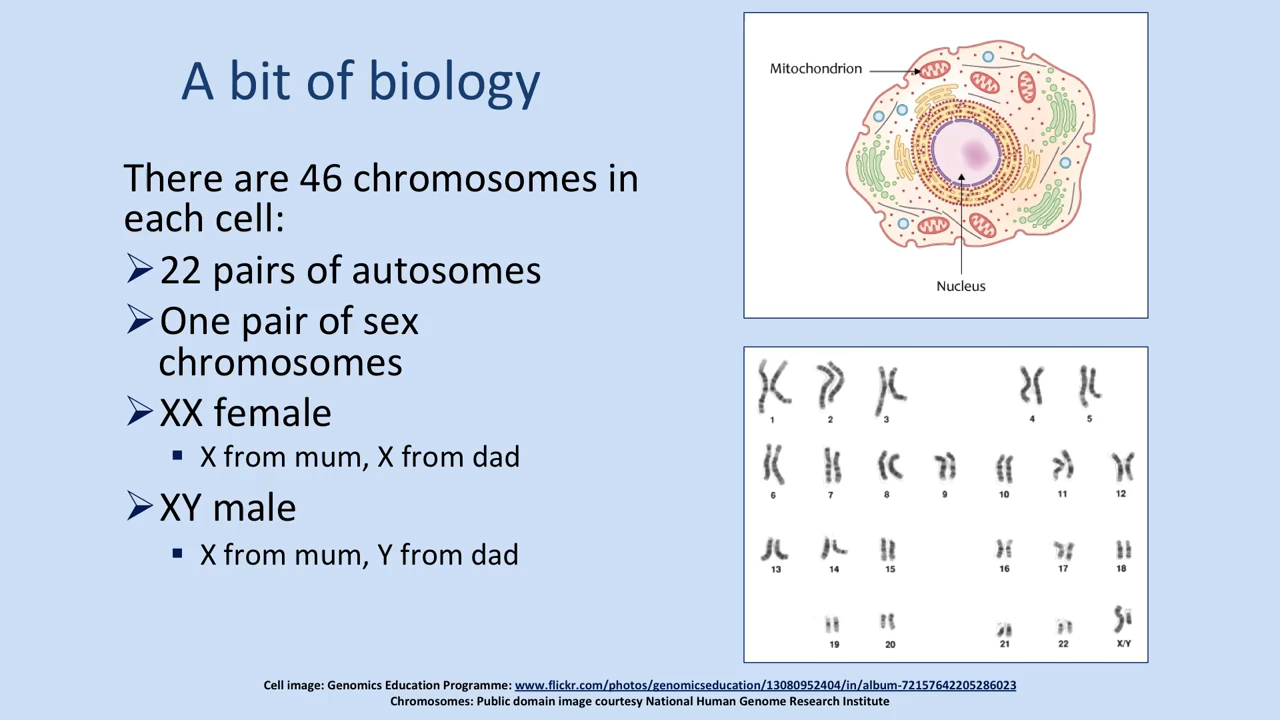 A bit of biology
There are 46 chromosomes in
each cell:
➢22 pairs of autosomes
➢One pair of sex
chromosomes
➢XX female
▪ X from mum, X from dad
➢XY male
▪ X from mum, Y from dad
Mitochondrion
Nucleus
1 2 3 4 5
6 7 8 9 10 11 12
13 14 15 16 17 18
19 20 21 22 X/Y
Cell image: Genomics Education Programme: www.flickr.com/photos/genomicseducation/13080952404/in/album-72157642205286023
Chromosomes: Public domain image courtesy National Human Genome Research Institute